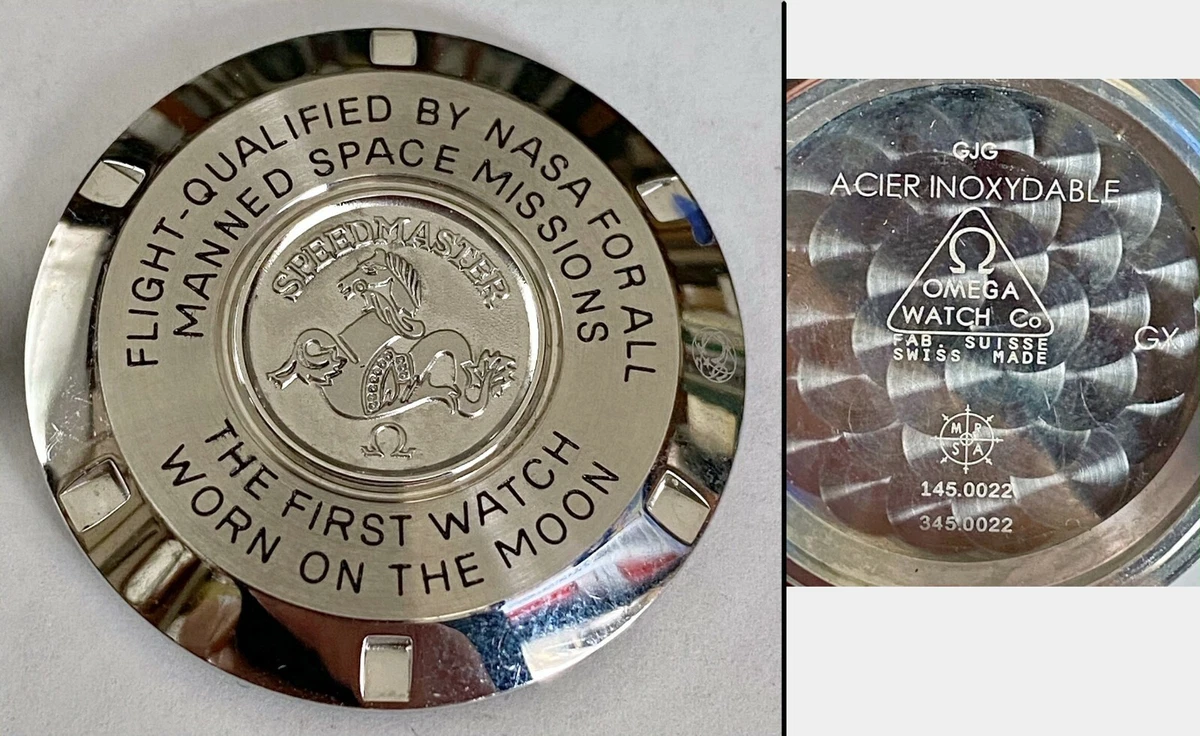 FLIGHT-QUALIFIED BY NASA FOR ALL
MANNED SPACE MISSIONS
SPEEDMASTER
Ω
THE FIRST WATCH
WORN ON THE MOON
GJG
ACIER INOXYDABLE
Ω
OMEGA
WATCH Co
FAB. SUISSE
SWISS MADE
GX
M R
S A
145.0022
345.0022